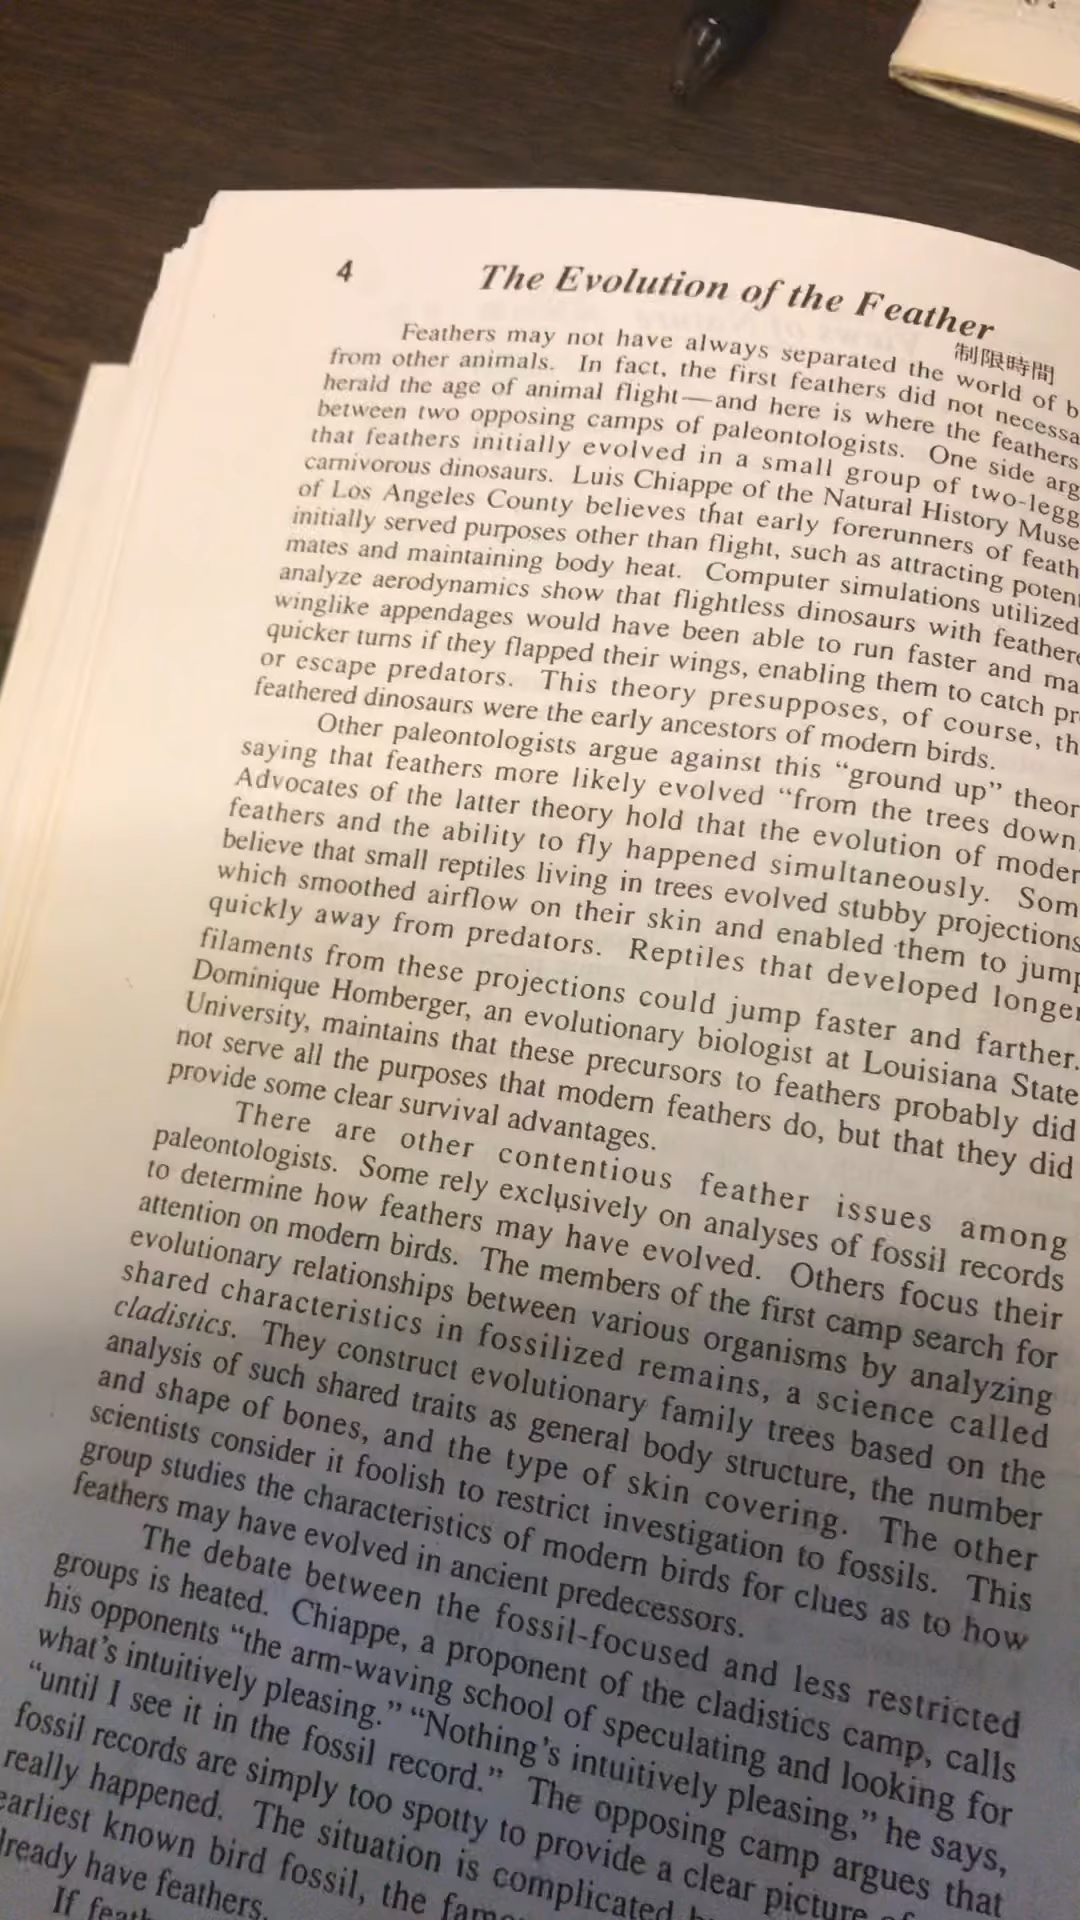 4
The Evolution of the Feather
制限時間
Feathers may not have always separated the world of
from other animals. In fact, the first feathers did not
herald the age of animal flight—and here is where the feathers
between two opposing camps of paleontologists. One side
that feathers initially evolved in a small group of
carnivorous dinosaurs. Luis Chiappe of the Natural History
of Los Angeles County believes that early forerunners of
initially served purposes other than flight, such as attracting
mates and maintaining body heat. Computer simulations utilized
analyze aerodynamics show that flightless dinosaurs with
winglike appendages would have been able to run faster and
quicker turns if they flapped their wings, enabling them to catch
or escape predators. This theory presupposes, of course,
feathered dinosaurs were the early ancestors of modern birds.
Other paleontologists argue against this “ground up”
saying that feathers more likely evolved “from the trees down
Advocates of the latter theory hold that the evolution of
feathers and the ability to fly happened simultaneously.
believe that small reptiles living in trees evolved stubby projections
which smoothed airflow on their skin and enabled them to jump
quickly away from predators. Reptiles that developed longer
filaments from these projections could jump faster and farther.
Dominique Homberger, an evolutionary biologist at Louisiana State
University, maintains that these precursors to feathers probably did
not serve all the purposes that modern feathers do, but that they did
provide some clear survival advantages.
There are other contentious feather issues among
paleontologists. Some rely exclusively on analyses of fossil records
to determine how feathers may have evolved. Others focus their
attention on modern birds. The members of the first camp search for
evolutionary relationships between various organisms by analyzing
shared characteristics in fossilized remains, a science called
cladistics. They construct evolutionary family trees based on the
analysis of such shared traits as general body structure, the number
and shape of bones, and the type of skin covering. The other
scientists consider it foolish to restrict investigation to fossils. This
group studies the characteristics of modern birds for clues as to how
feathers may have evolved in ancient predecessors.
The debate between the fossil-focused and less restricted
groups is heated. Chiappe, a proponent of the cladistics camp, calls
his opponents “the arm-waving school of speculating and looking for
what’s intuitively pleasing.” “Nothing’s intuitively pleasing,” he says,
“until I see it in the fossil record.” The opposing camp argues that
fossil records are simply too spotty to provide a clear picture
really happened. The situation is complicated
earliest known bird fossil, the
already have feathers.
If